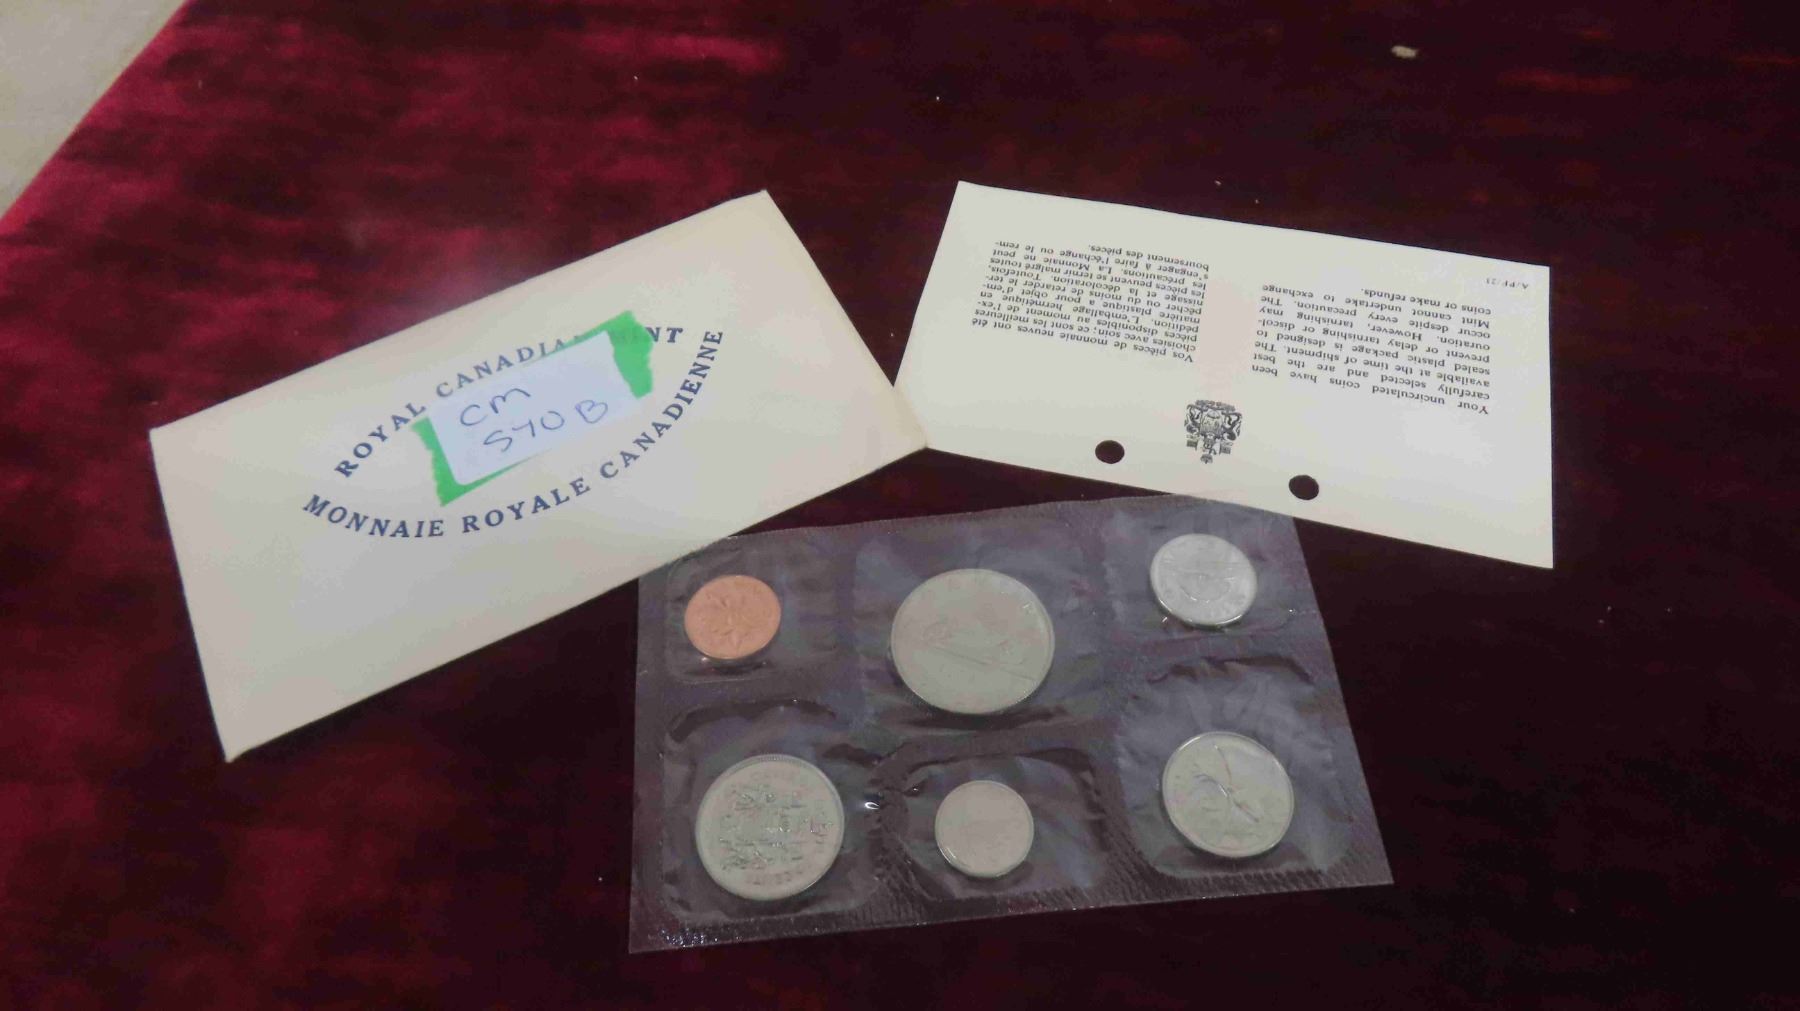 ROYAL CANADIAN MINT
CM
S40B
MONNAIE ROYALE CANADIENNE
Your uncirculated coins have been
carefully selected and are the best
available at the time of shipment. The
sealed plastic package is designed to
prevent or delay tarnishing or discol-
ouration. However, tarnishing may
occur despite every precaution. The
Mint cannot undertake to exchange
coins or make refunds.
A/PF/21
Vos pièces de monnaie neuves ont été
choisies avec soin; ce sont les meilleures
pièces disponibles au moment de l'ex-
pédition. L'emballage hermétique en
matière plastique a pour objet d'em-
pêcher ou du moins de retarder le ter-
nissage et la décoloration. Toutefois,
les pièces peuvent se ternir malgré toutes
les précautions. La Monnaie ne peut
s'engager à faire l'échange ou le rem-
boursement des pièces.